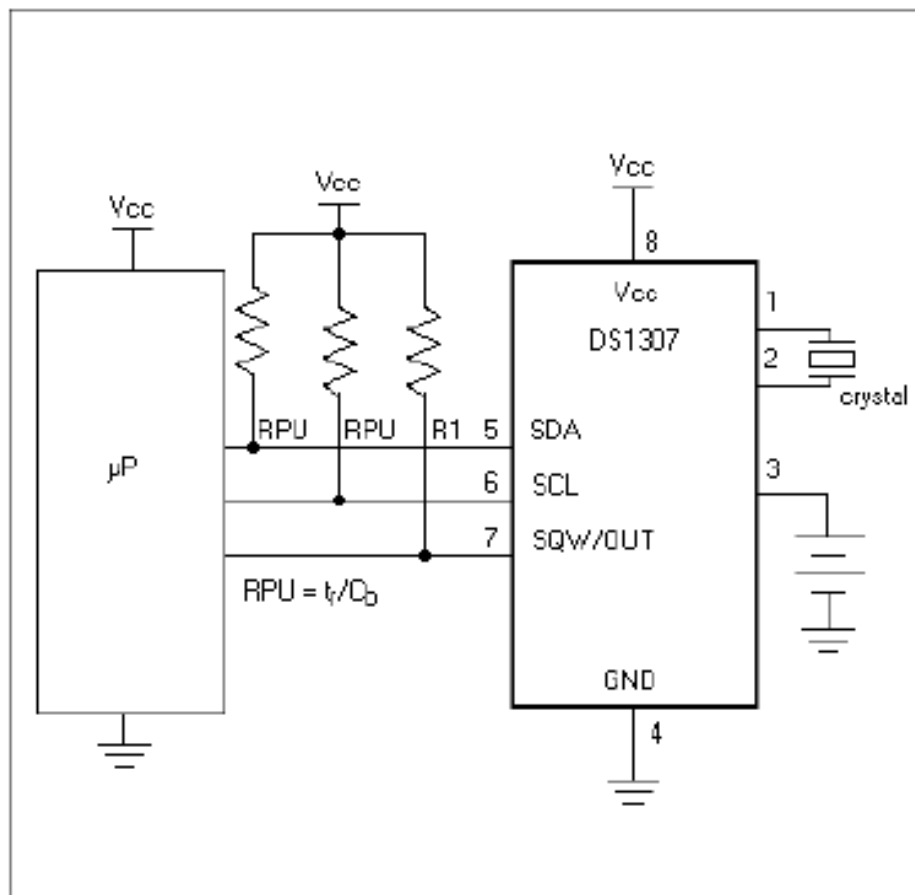 Vcc
Vcc
Vcc
8
Vcc
DS1307
1
2
crystal
RPU
RPU
R1
5
SDA
µP
6
SCL
3
7
SQW//OUT
RPU = tᵣ/C_b
GND
4